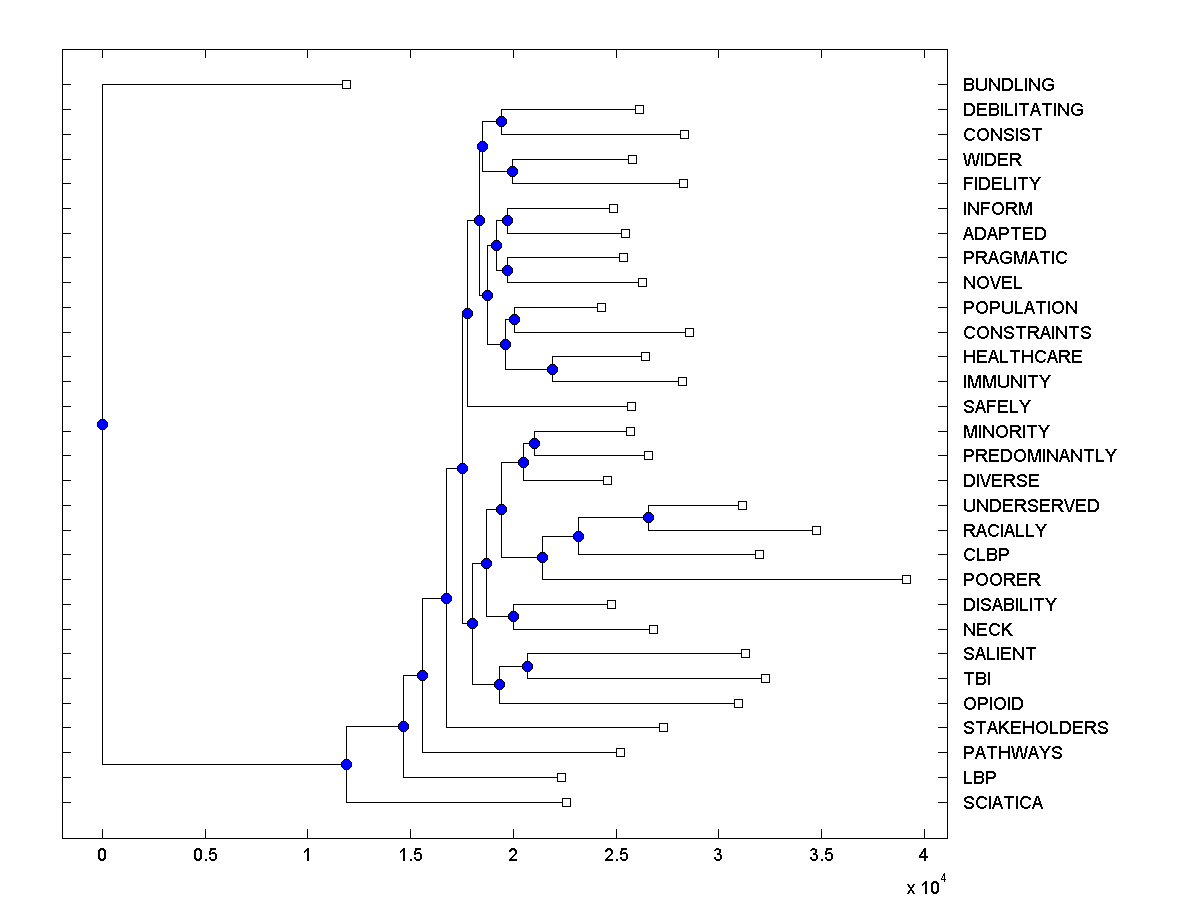 BUNDLING
DEBILITATING
CONSIST
WIDER
FIDELITY
INFORM
ADAPTED
PRAGMATIC
NOVEL
POPULATION
CONSTRAINTS
HEALTHCARE
IMMUNITY
SAFELY
MINORITY
PREDOMINANTLY
DIVERSE
UNDERSERVED
RACIALLY
CLBP
POORER
DISABILITY
NECK
SALIENT
TBI
OPIOID
STAKEHOLDERS
PATHWAYS
LBP
SCIATICA
0 0.5 1 1.5 2 2.5 3 3.5 4
x 10^4